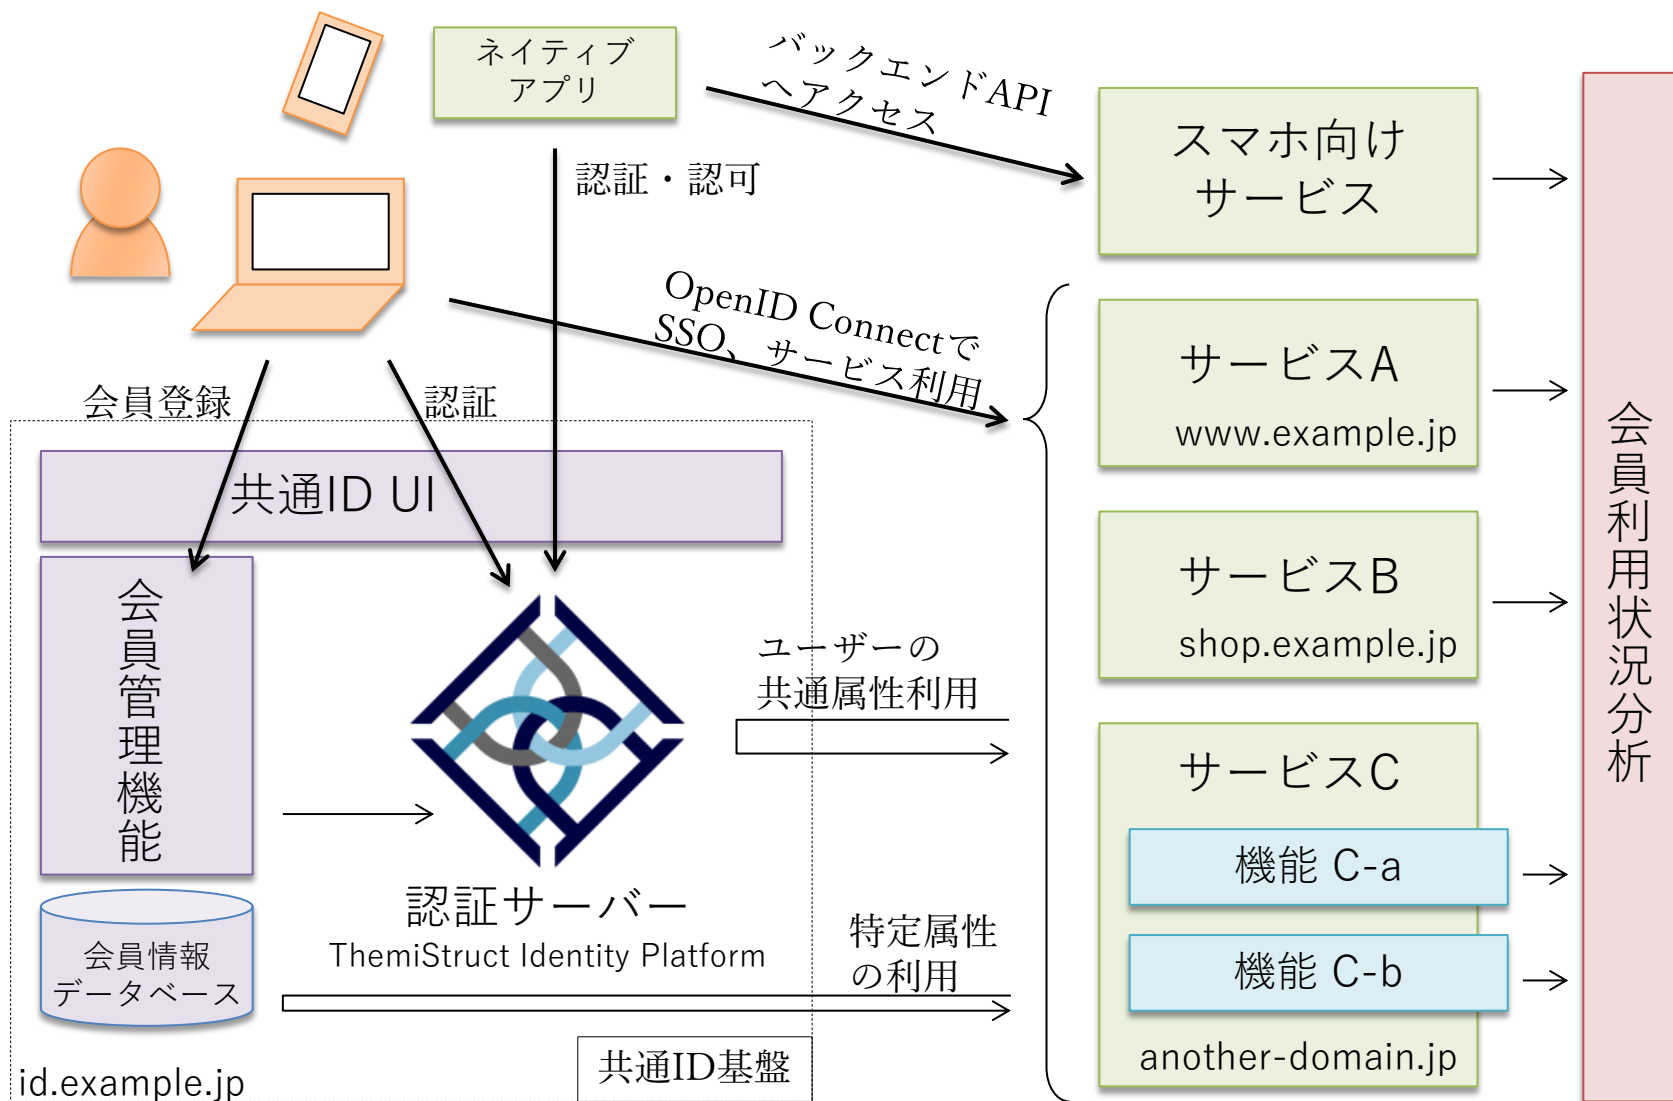 ネイティブ
アプリ
バックエンドAPI
へアクセス
認証・認可
スマホ向け
サービス
OpenID Connectで
SSO、サービス利用
会員登録
認証
サービスA
www.example.jp
共通ID UI
会員管理機能
サービスB
shop.example.jp
ユーザーの
共通属性利用
会員利用状況分析
サービスC
機能 C-a
機能 C-b
another-domain.jp
認証サーバー
ThemiStruct Identity Platform
特定属性
の利用
会員情報
データベース
共通ID基盤
id.example.jp